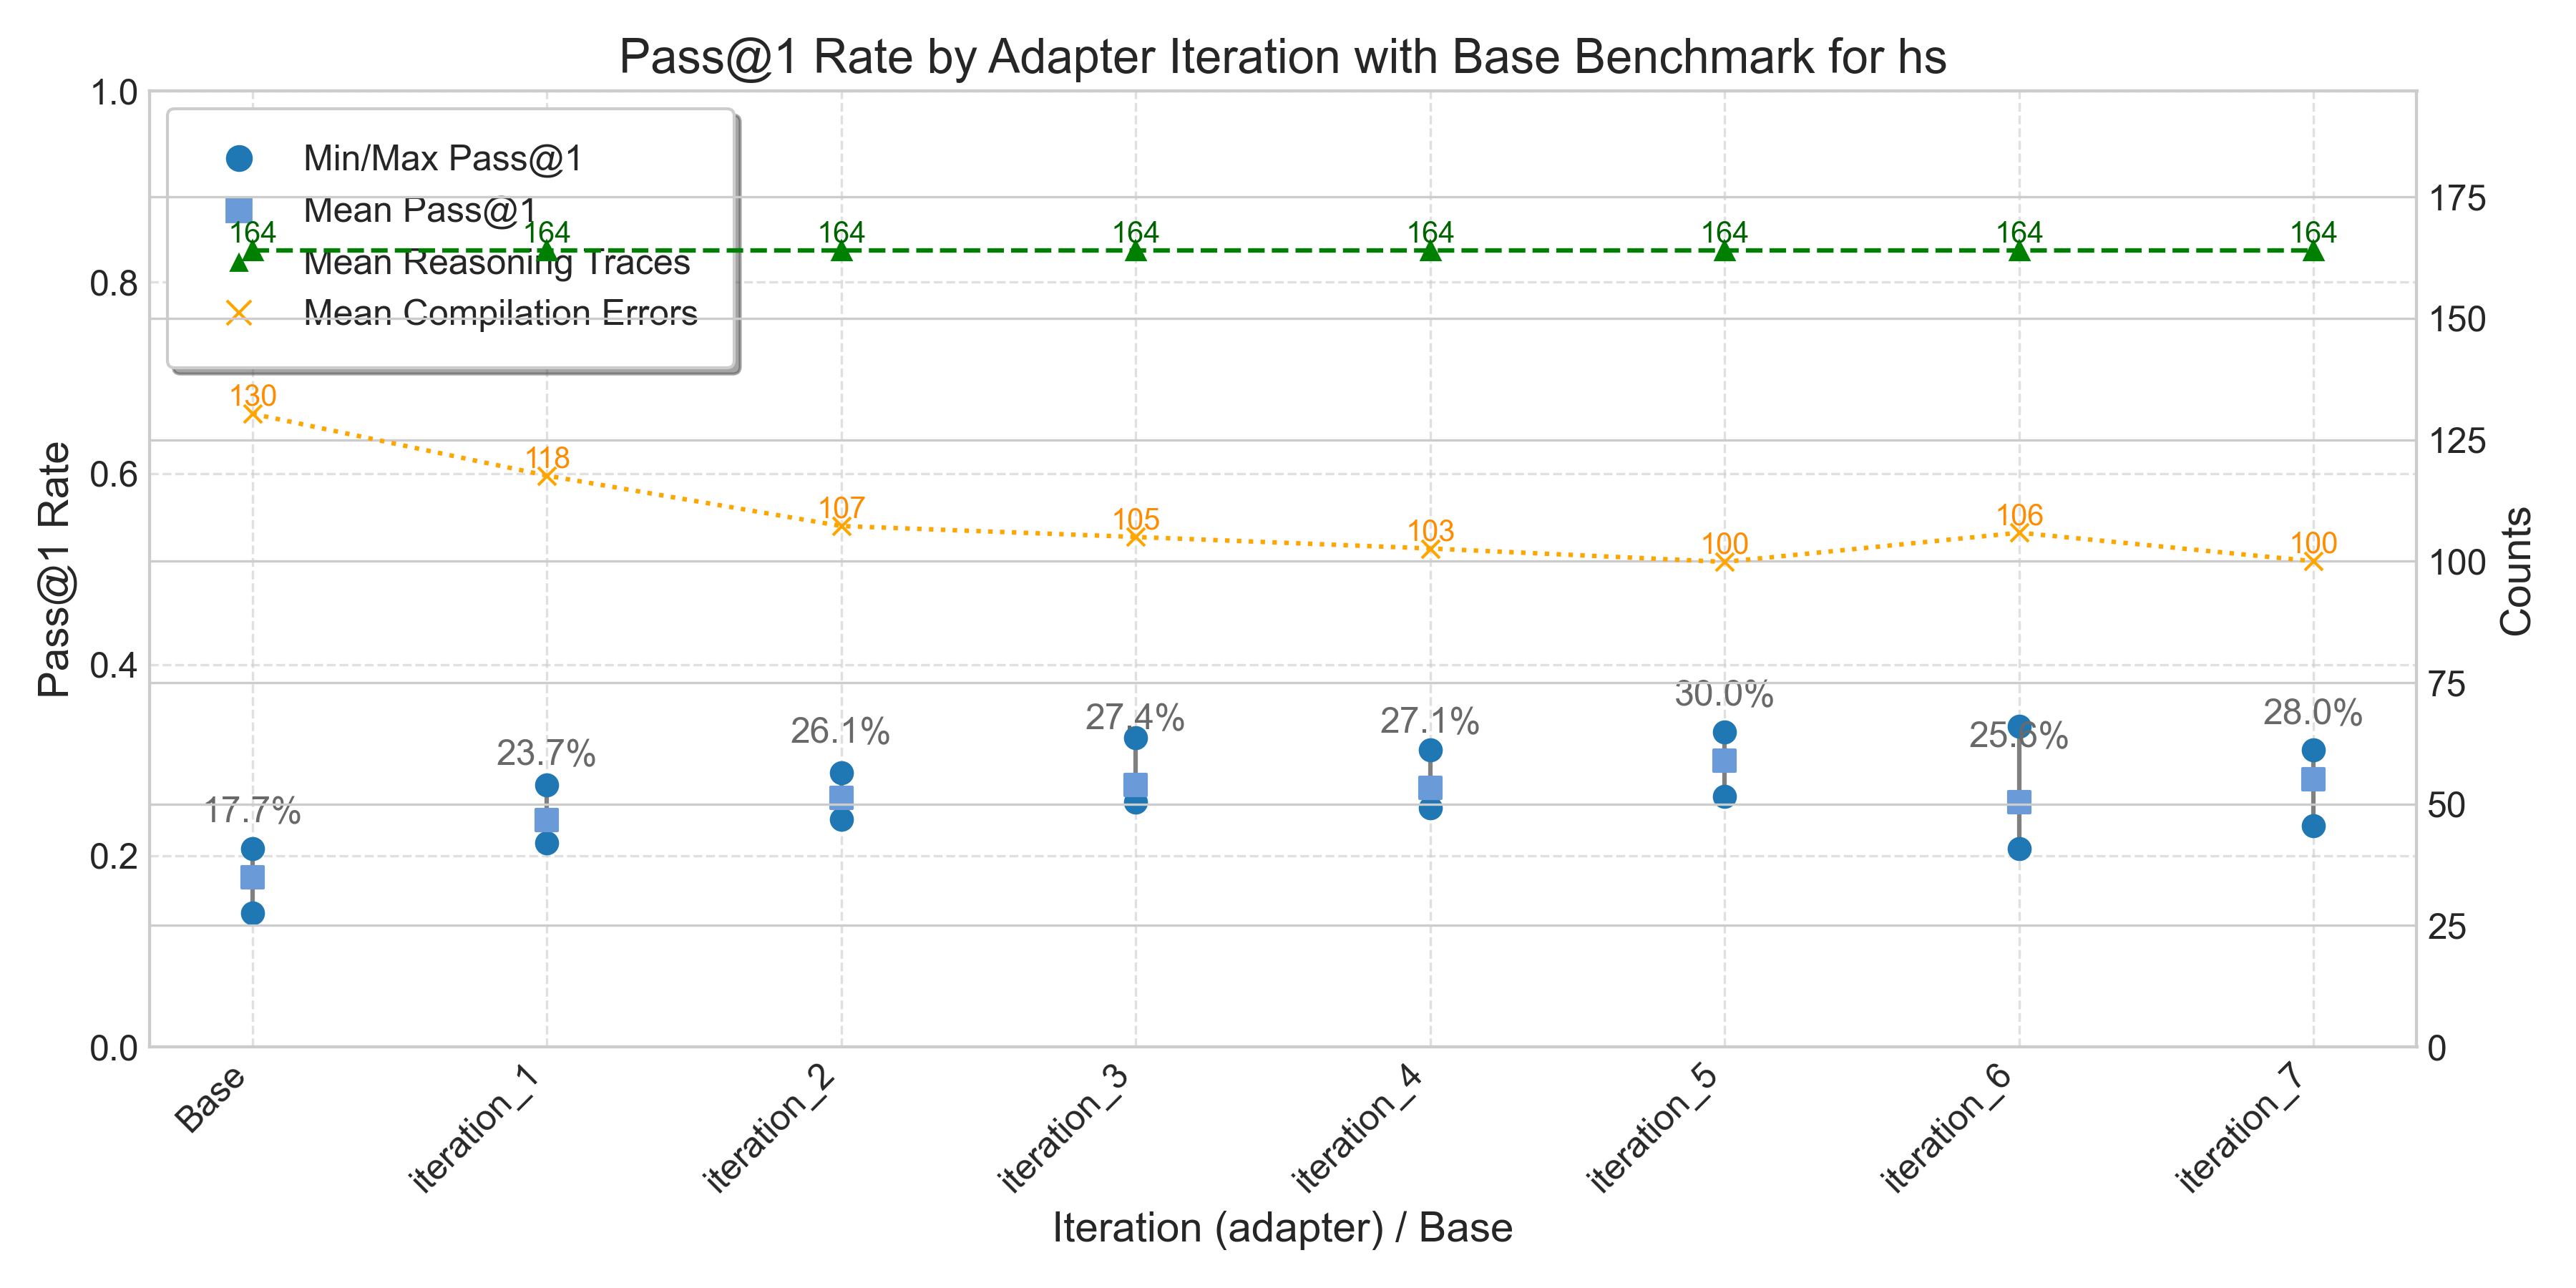 Pass@1 Rate by Adapter Iteration with Base Benchmark for hs
Min/Max Pass@1
Mean Pass@1
Mean Reasoning Traces
Mean Compilation Errors
Pass@1 Rate
1.0
0.8
0.6
0.4
0.2
0.0
164 164 164 164 164 164 164 164
130 118 107 105 103 100 106 100
17.7% 23.7% 26.1% 27.4% 27.1% 30.0% 25.6% 28.0%
175
150
125
100
75
50
25
0
Counts
Base iteration_1 iteration_2 iteration_3 iteration_4 iteration_5 iteration_6 iteration_7
Iteration (adapter) / Base